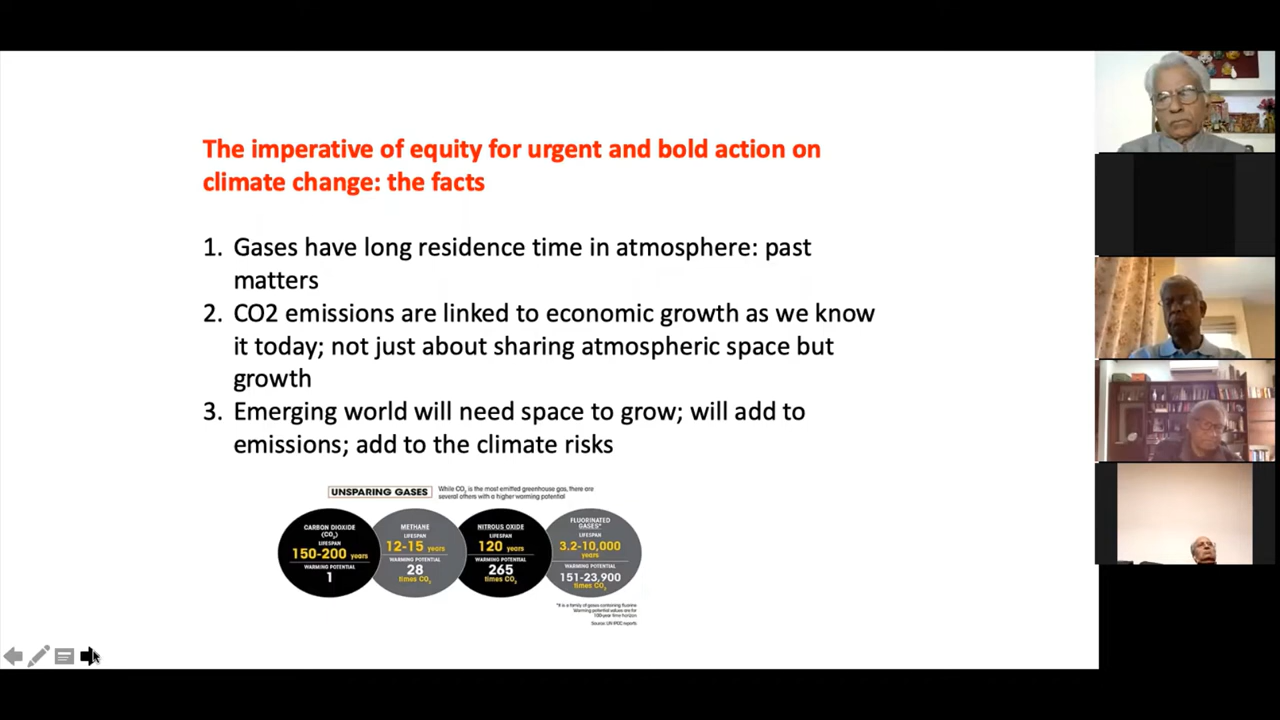 The imperative of equity for urgent and bold action on
climate change: the facts
1. Gases have long residence time in atmosphere: past
matters
2. CO2 emissions are linked to economic growth as we know
it today; not just about sharing atmospheric space but
growth
3. Emerging world will need space to grow; will add to
emissions; add to the climate risks
UNSPARING GASES
While CO₂ is the most emitted greenhouse gas, there are
several others with a higher warming potential
CARBON DIOXIDE
(CO₂)
LIFESPAN
150-200 years
WARMING POTENTIAL
1
METHANE
LIFESPAN
12-15 years
WARMING POTENTIAL
28
times CO₂
NITROUS OXIDE
LIFESPAN
120 years
WARMING POTENTIAL
265
times CO₂
FLUORINATED
GASES*
LIFESPAN
3.2-10,000
years
WARMING POTENTIAL
151-23,900
times CO₂
*It is a family of gases containing fluorine
Warming potential values are for
100-year time horizon
Source: UN IPCC reports